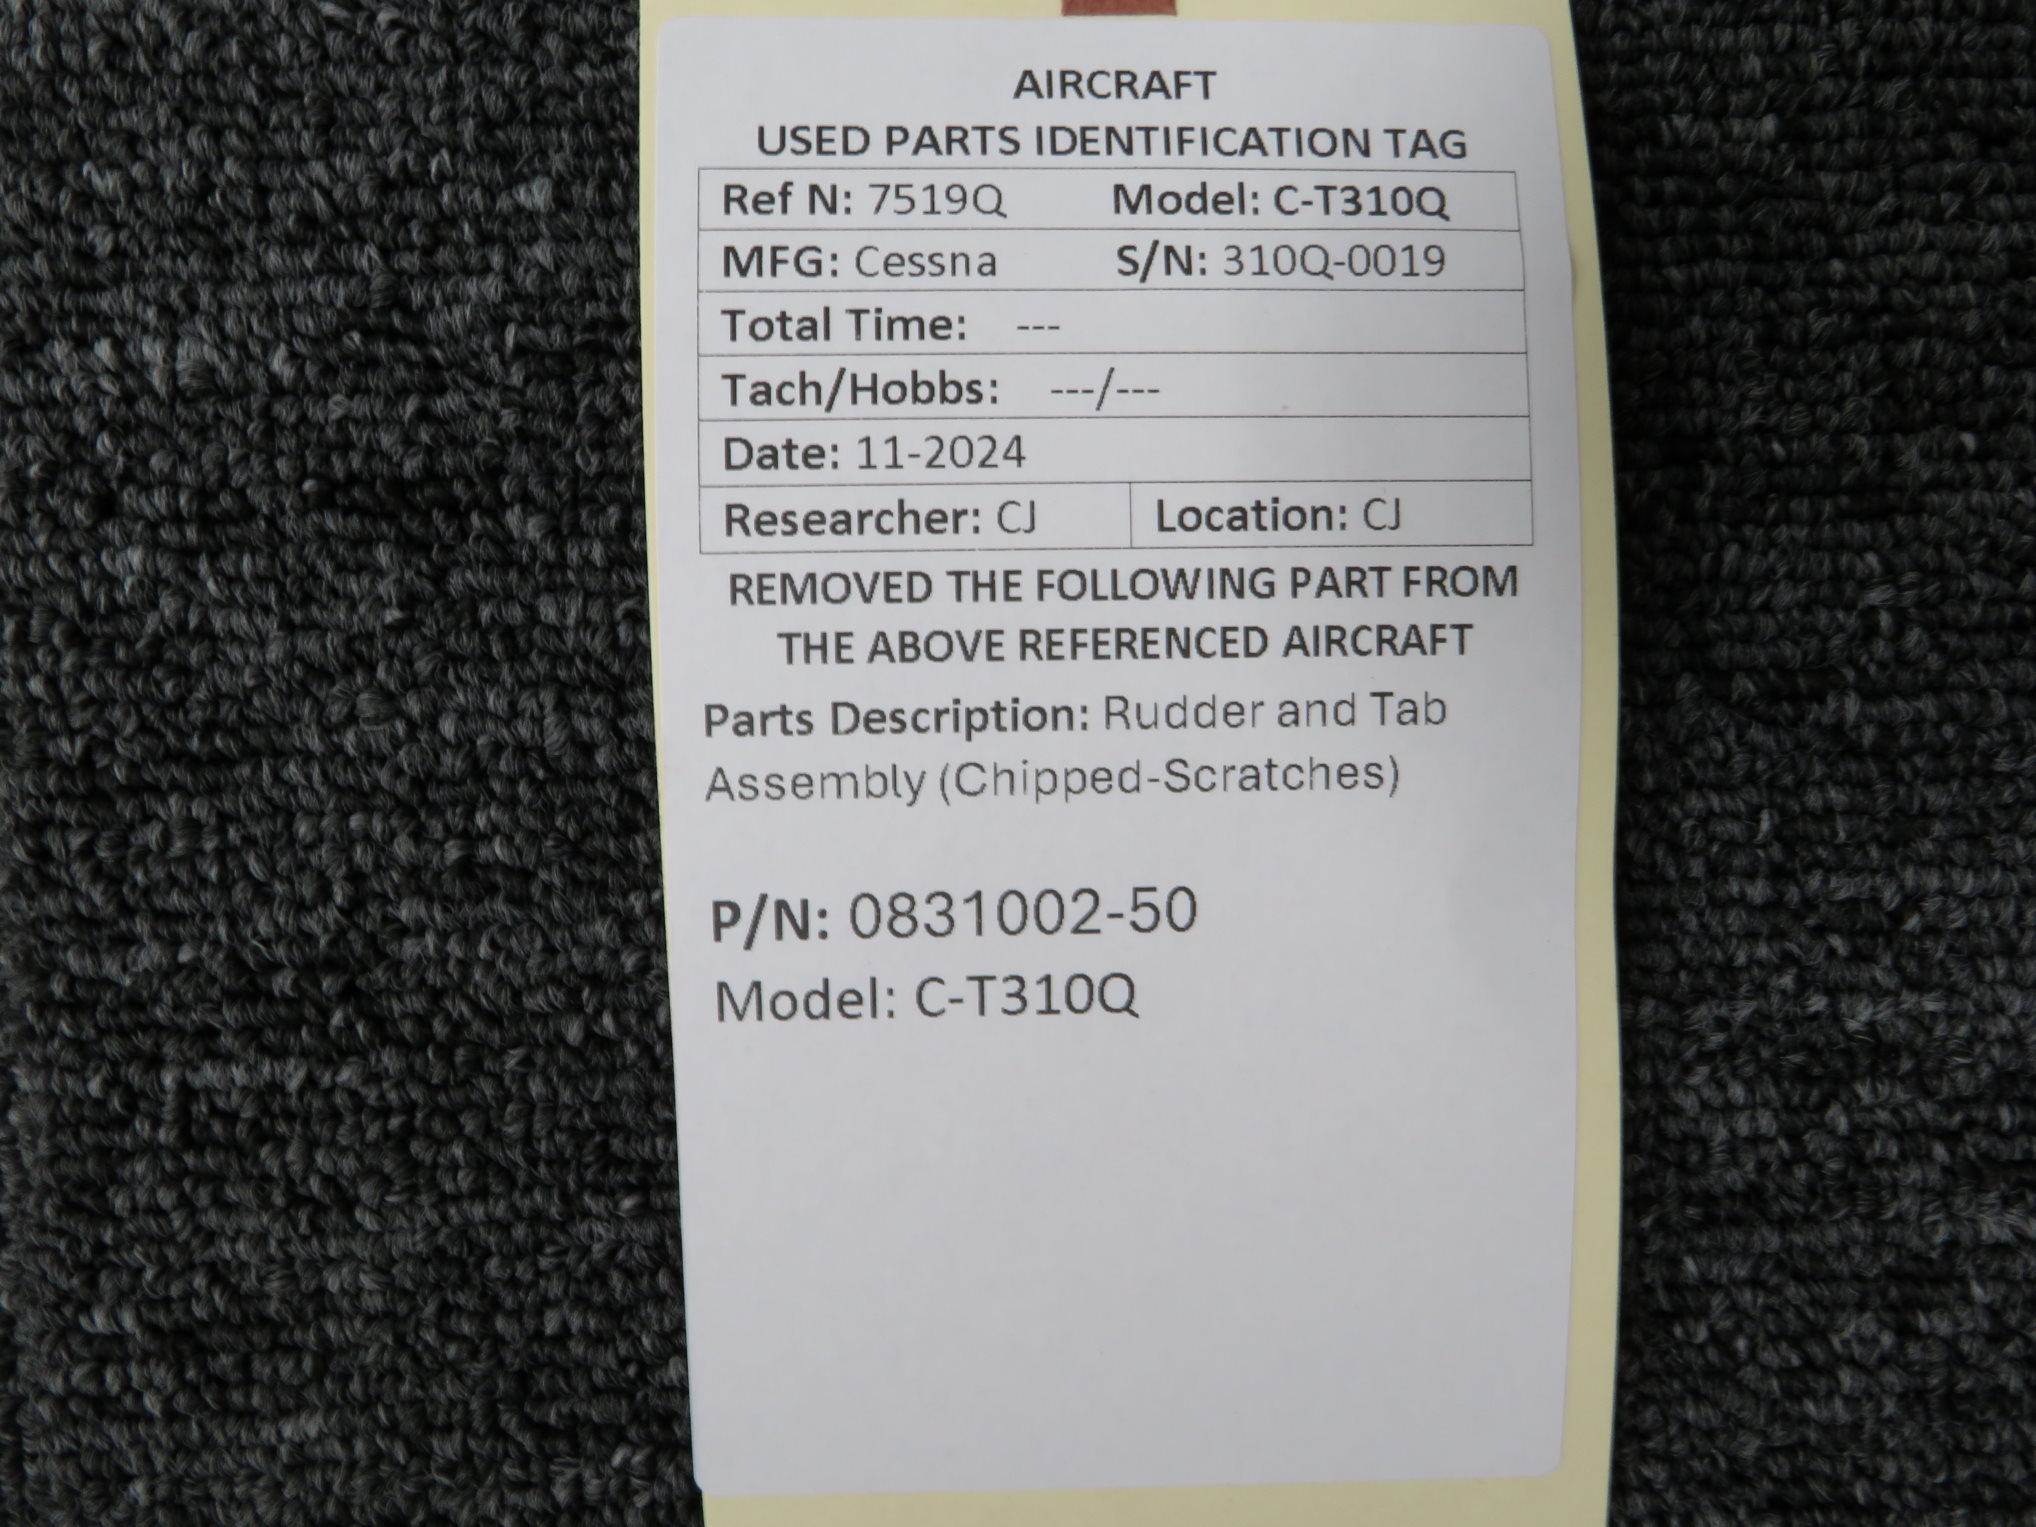 AIRCRAFT
USED PARTS IDENTIFICATION TAG
Ref N: 7519Q Model: C-T310Q
MFG: Cessna S/N: 310Q-0019
Total Time: ---
Tach/Hobbs: ---/---
Date: 11-2024
Researcher: CJ Location: CJ
REMOVED THE FOLLOWING PART FROM
THE ABOVE REFERENCED AIRCRAFT
Parts Description: Rudder and Tab
Assembly (Chipped-Scratches)
P/N: 0831002-50
Model: C-T310Q